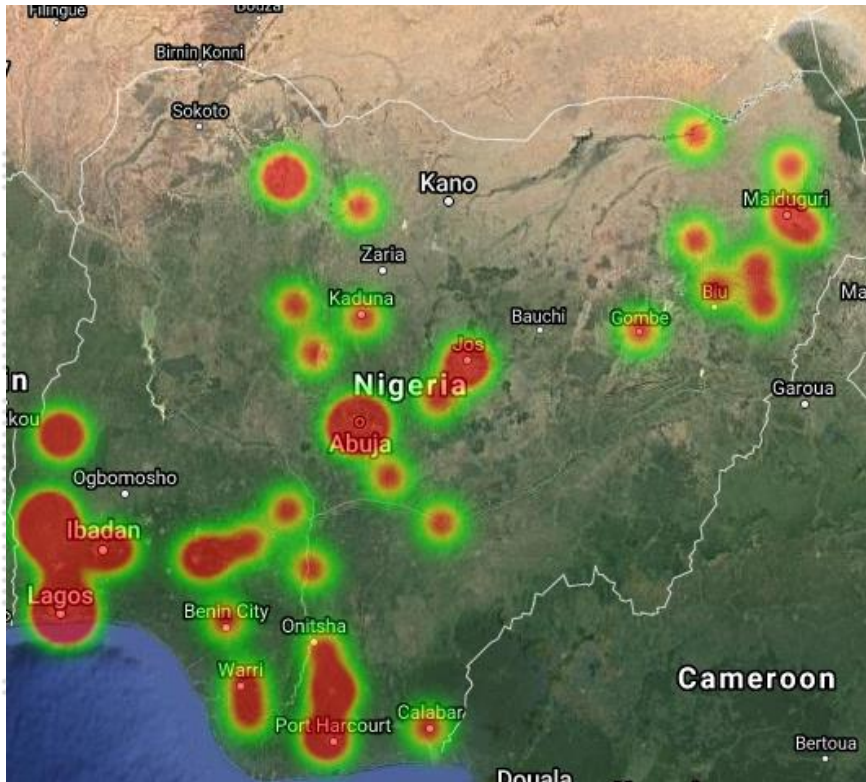 Filingue
Bouza
Birnin Konni
Sokoto
Kano
Maiduguri
Zaria
Kaduna
Biu
Bauchi
Gombe
Jos
in
Nigeria
Garoua
kou
Abuja
Ogbomosho
Ibadan
Lagos
Benin City
Onitsha
Warri
Cameroon
Calabar
Port Harcourt
Bertoua
Douala